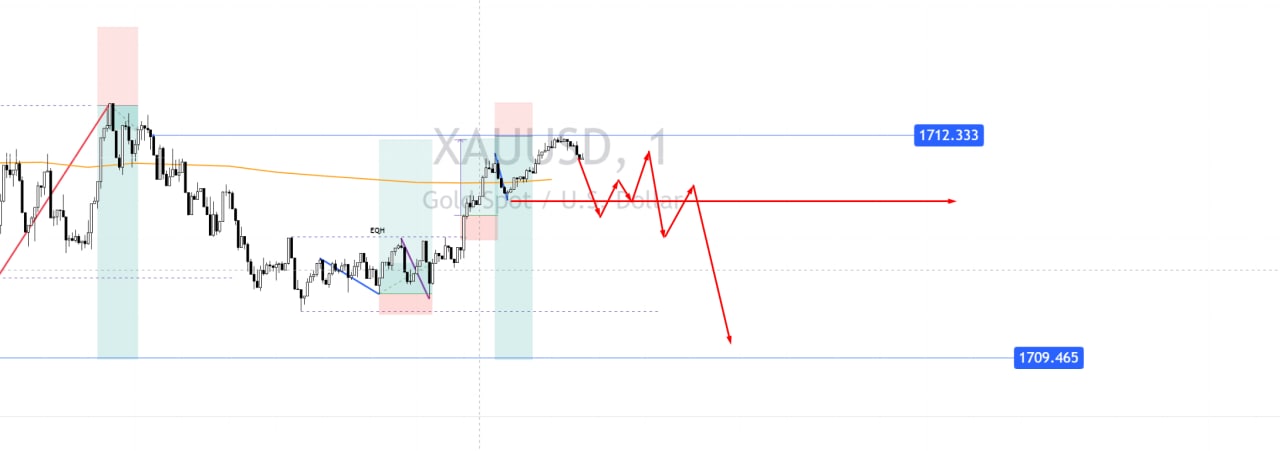 1712.333
XAUUSD, 1
Gold Spot / U.S. Dollar
EQH
1709.465